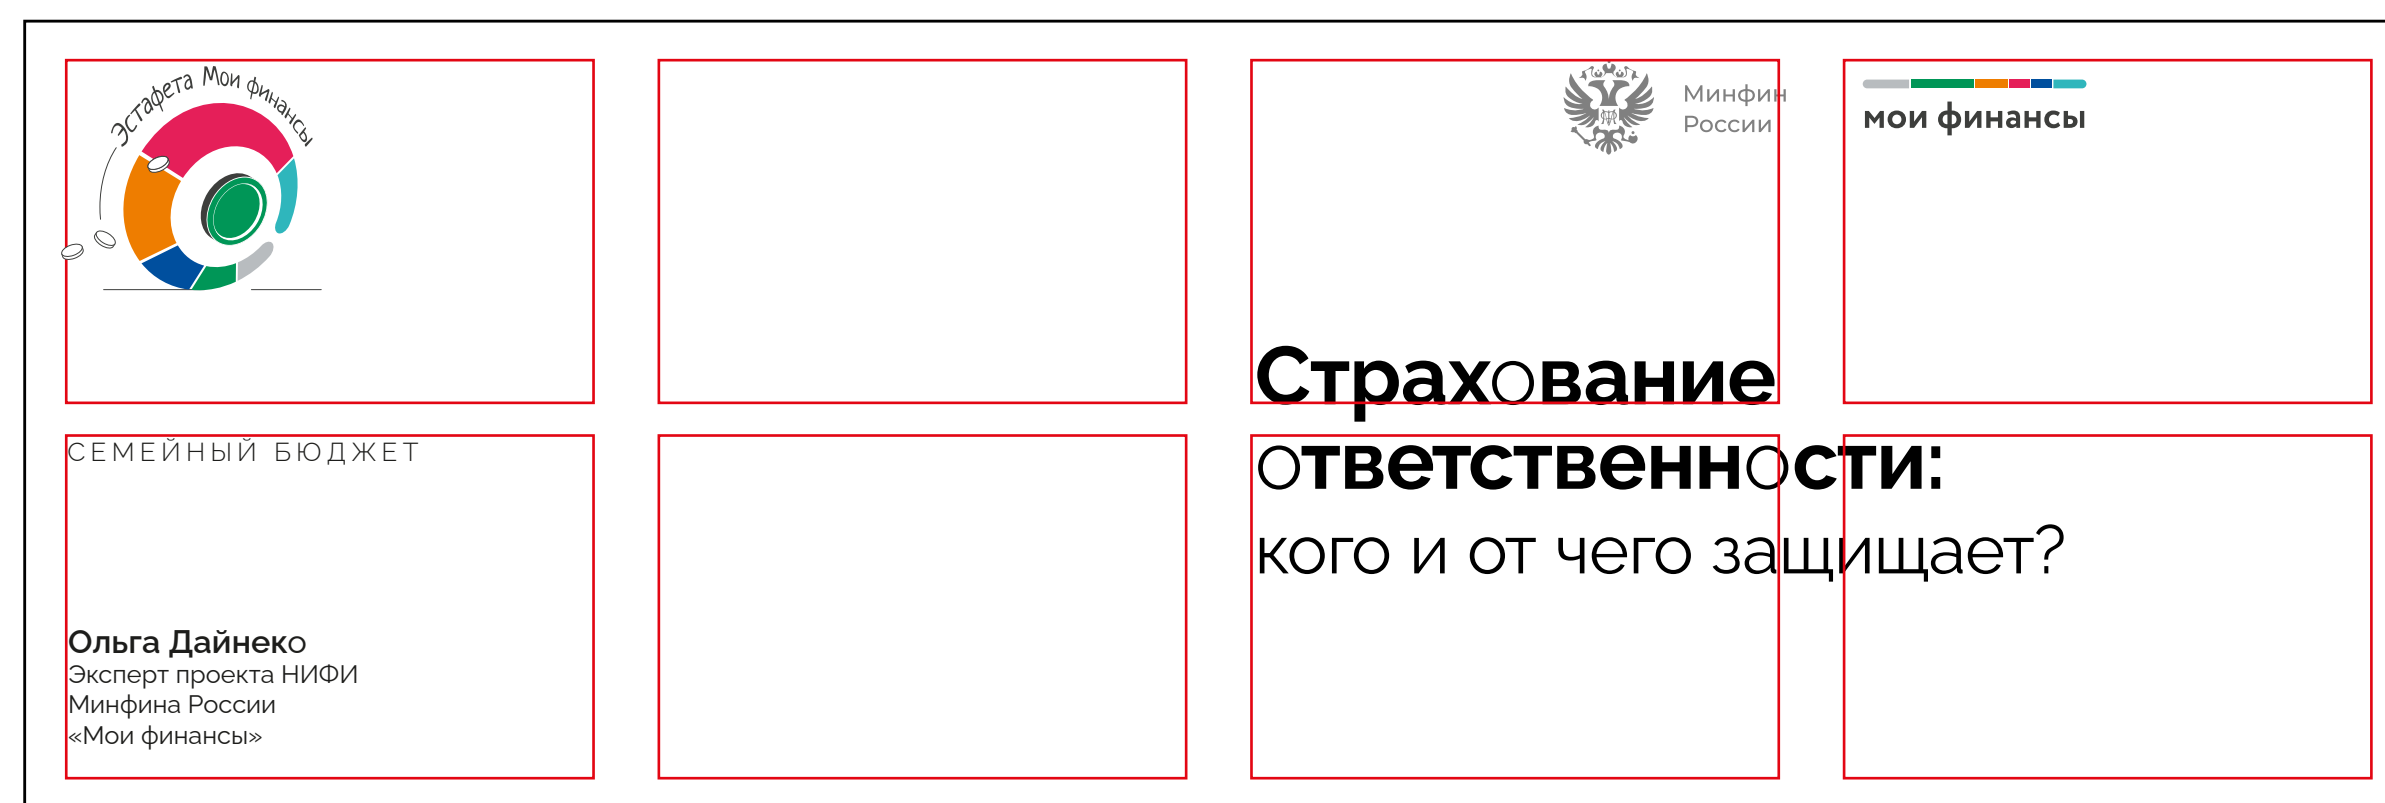 Эстафета Мои финансы
Минфин
России
мои финансы
Страхование
ответственности:
кого и от чего защищает?
СЕМЕЙНЫЙ БЮДЖЕТ
Ольга Дайнеко
Эксперт проекта НИФИ
Минфина России
«Мои финансы»